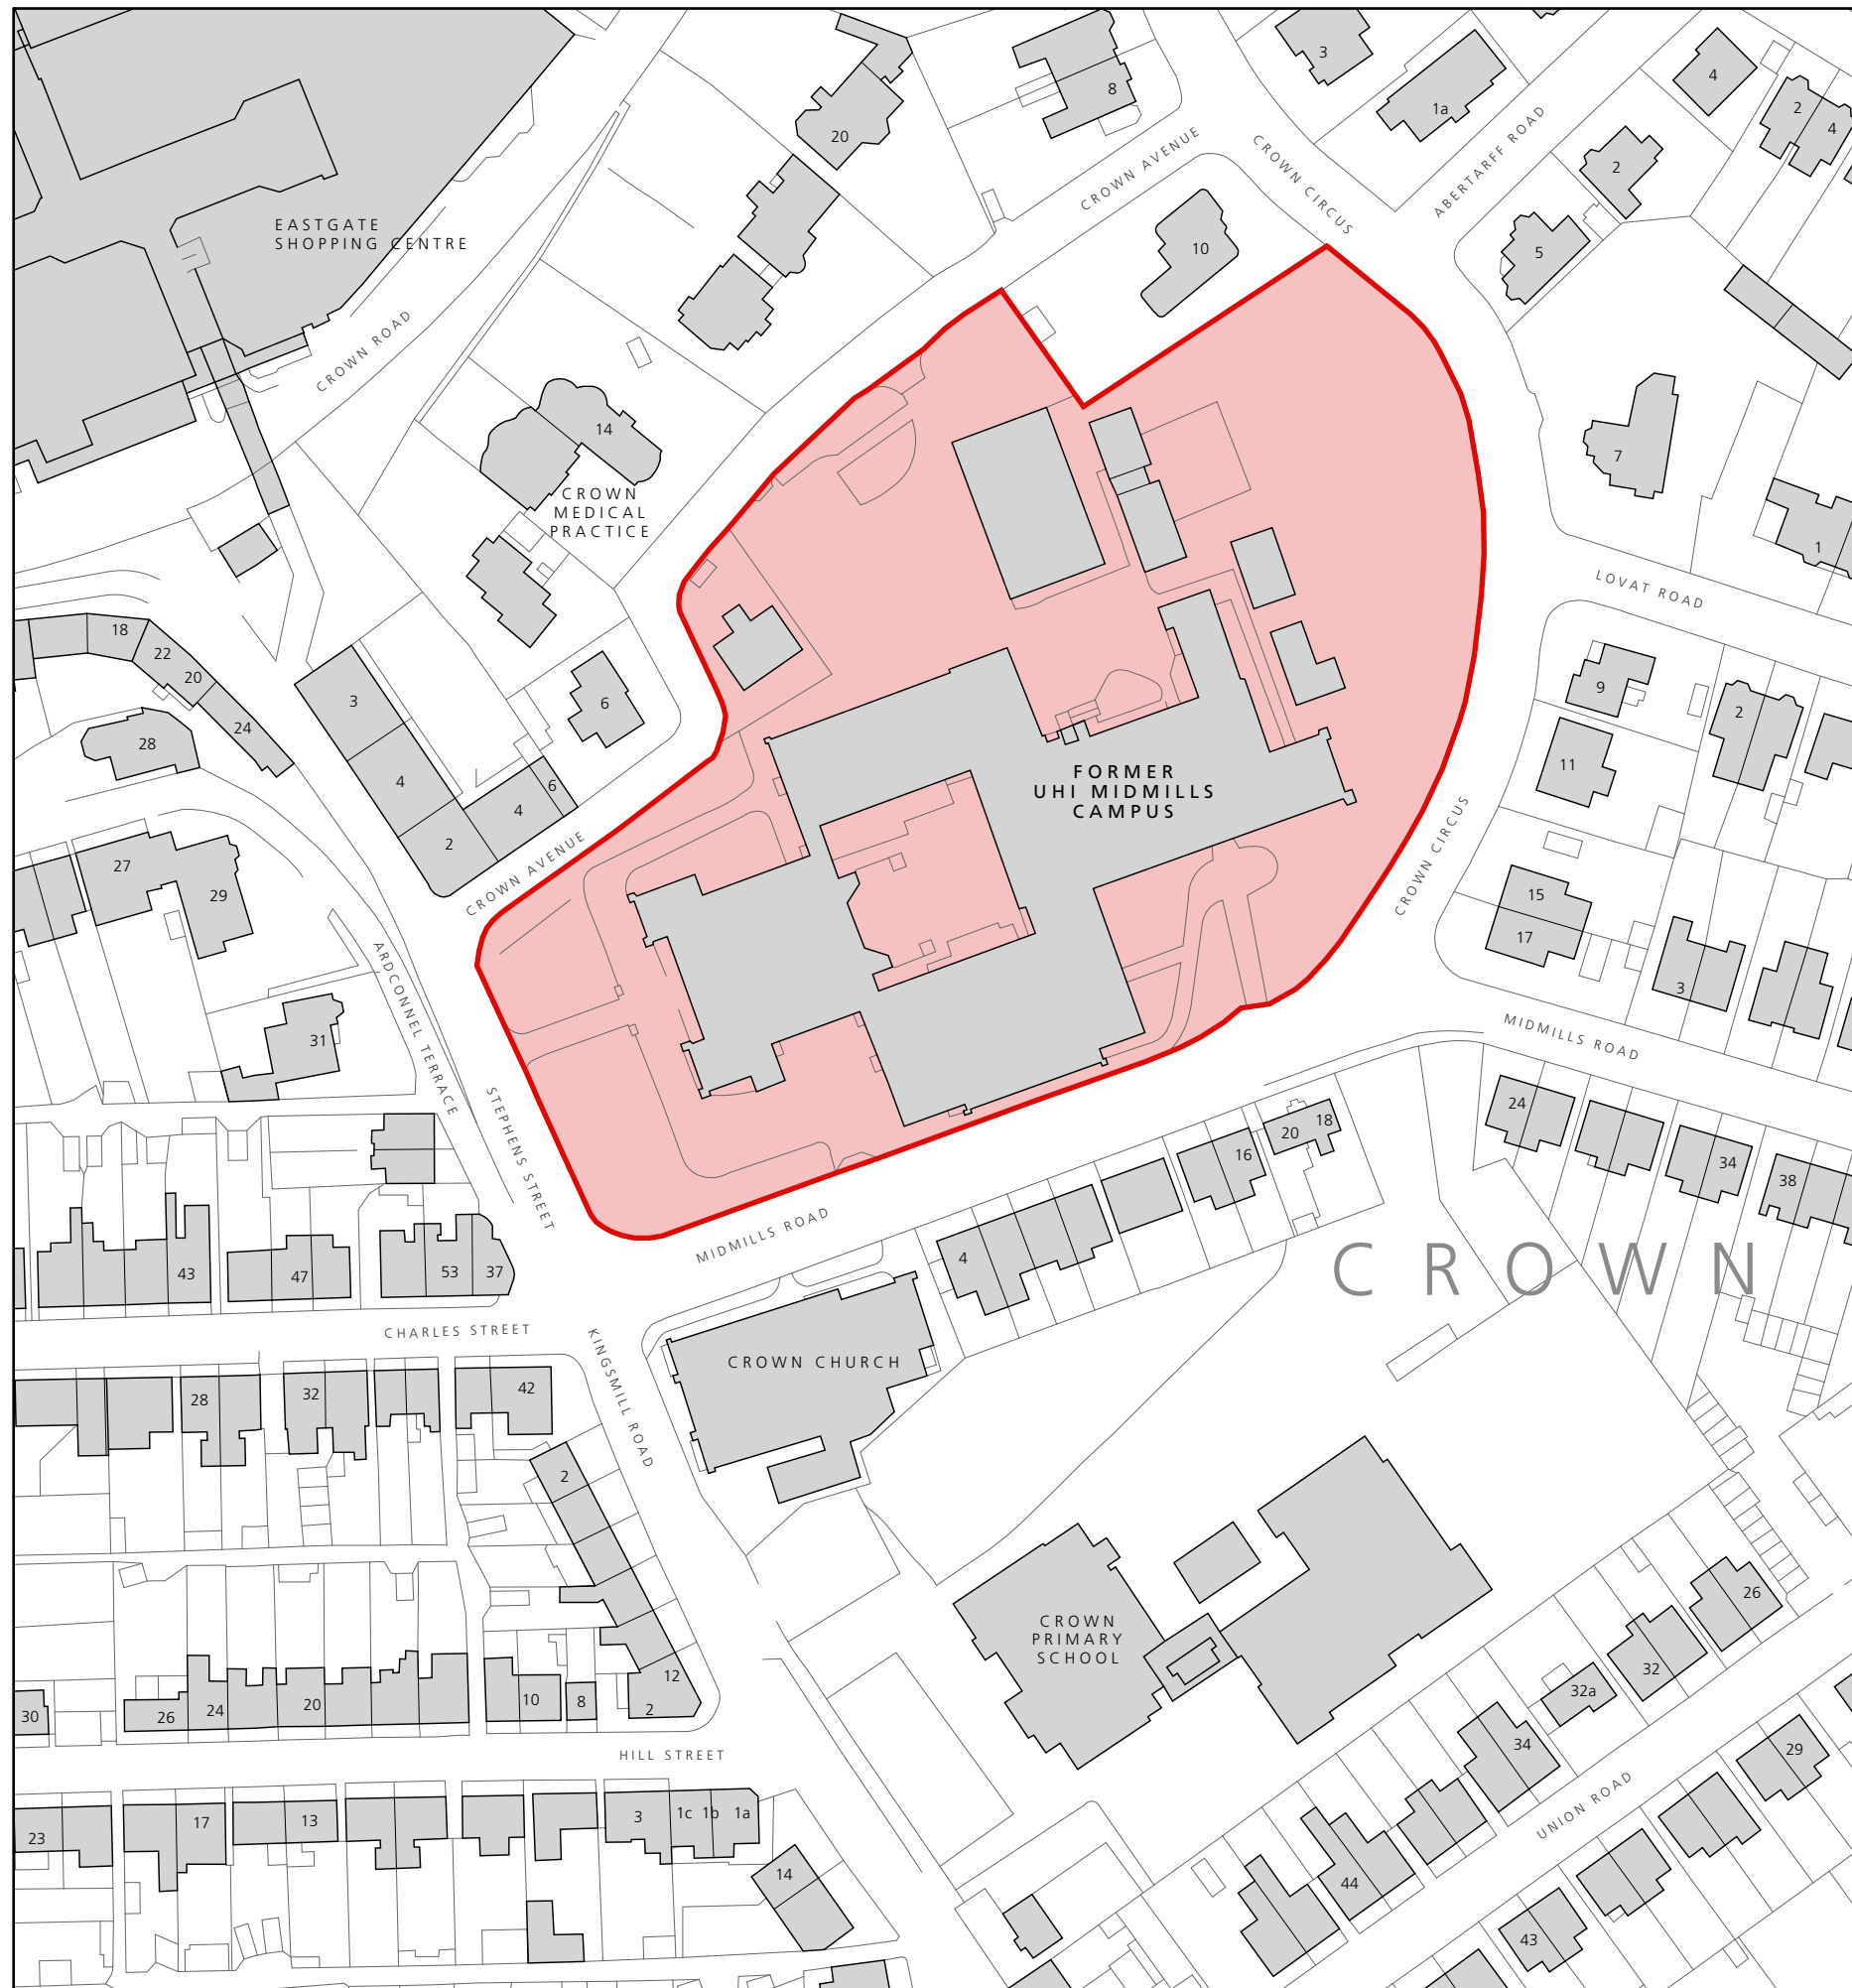 3
8
1a
4
2
4
20
CROWN AVENUE
CROWN CIRCUS
ABERTARFF ROAD
2
EASTGATE
SHOPPING CENTRE
10
5
CROWN ROAD
14
7
CROWN
MEDICAL
PRACTICE
1
LOVAT ROAD
18
22
20
24
28
3
4
6
9
2
11
FORMER
UHI MIDMILLS
CAMPUS
6
4
2
CROWN AVENUE
CROWN CIRCUS
27
29
15
17
3
ARDCONNEL TERRACE
31
MIDMILLS ROAD
STEPHENS STREET
24
34
38
20
18
16
4
MIDMILLS ROAD
43
47
53
37
CROWN
CHARLES STREET
KINGSMILL ROAD
CROWN CHURCH
28
32
42
2
CROWN
PRIMARY
SCHOOL
26
32
32a
34
30
26
24
20
10
8
12
2
HILL STREET
29
UNION ROAD
23
17
13
3
1c
1b
1a
14
44
43